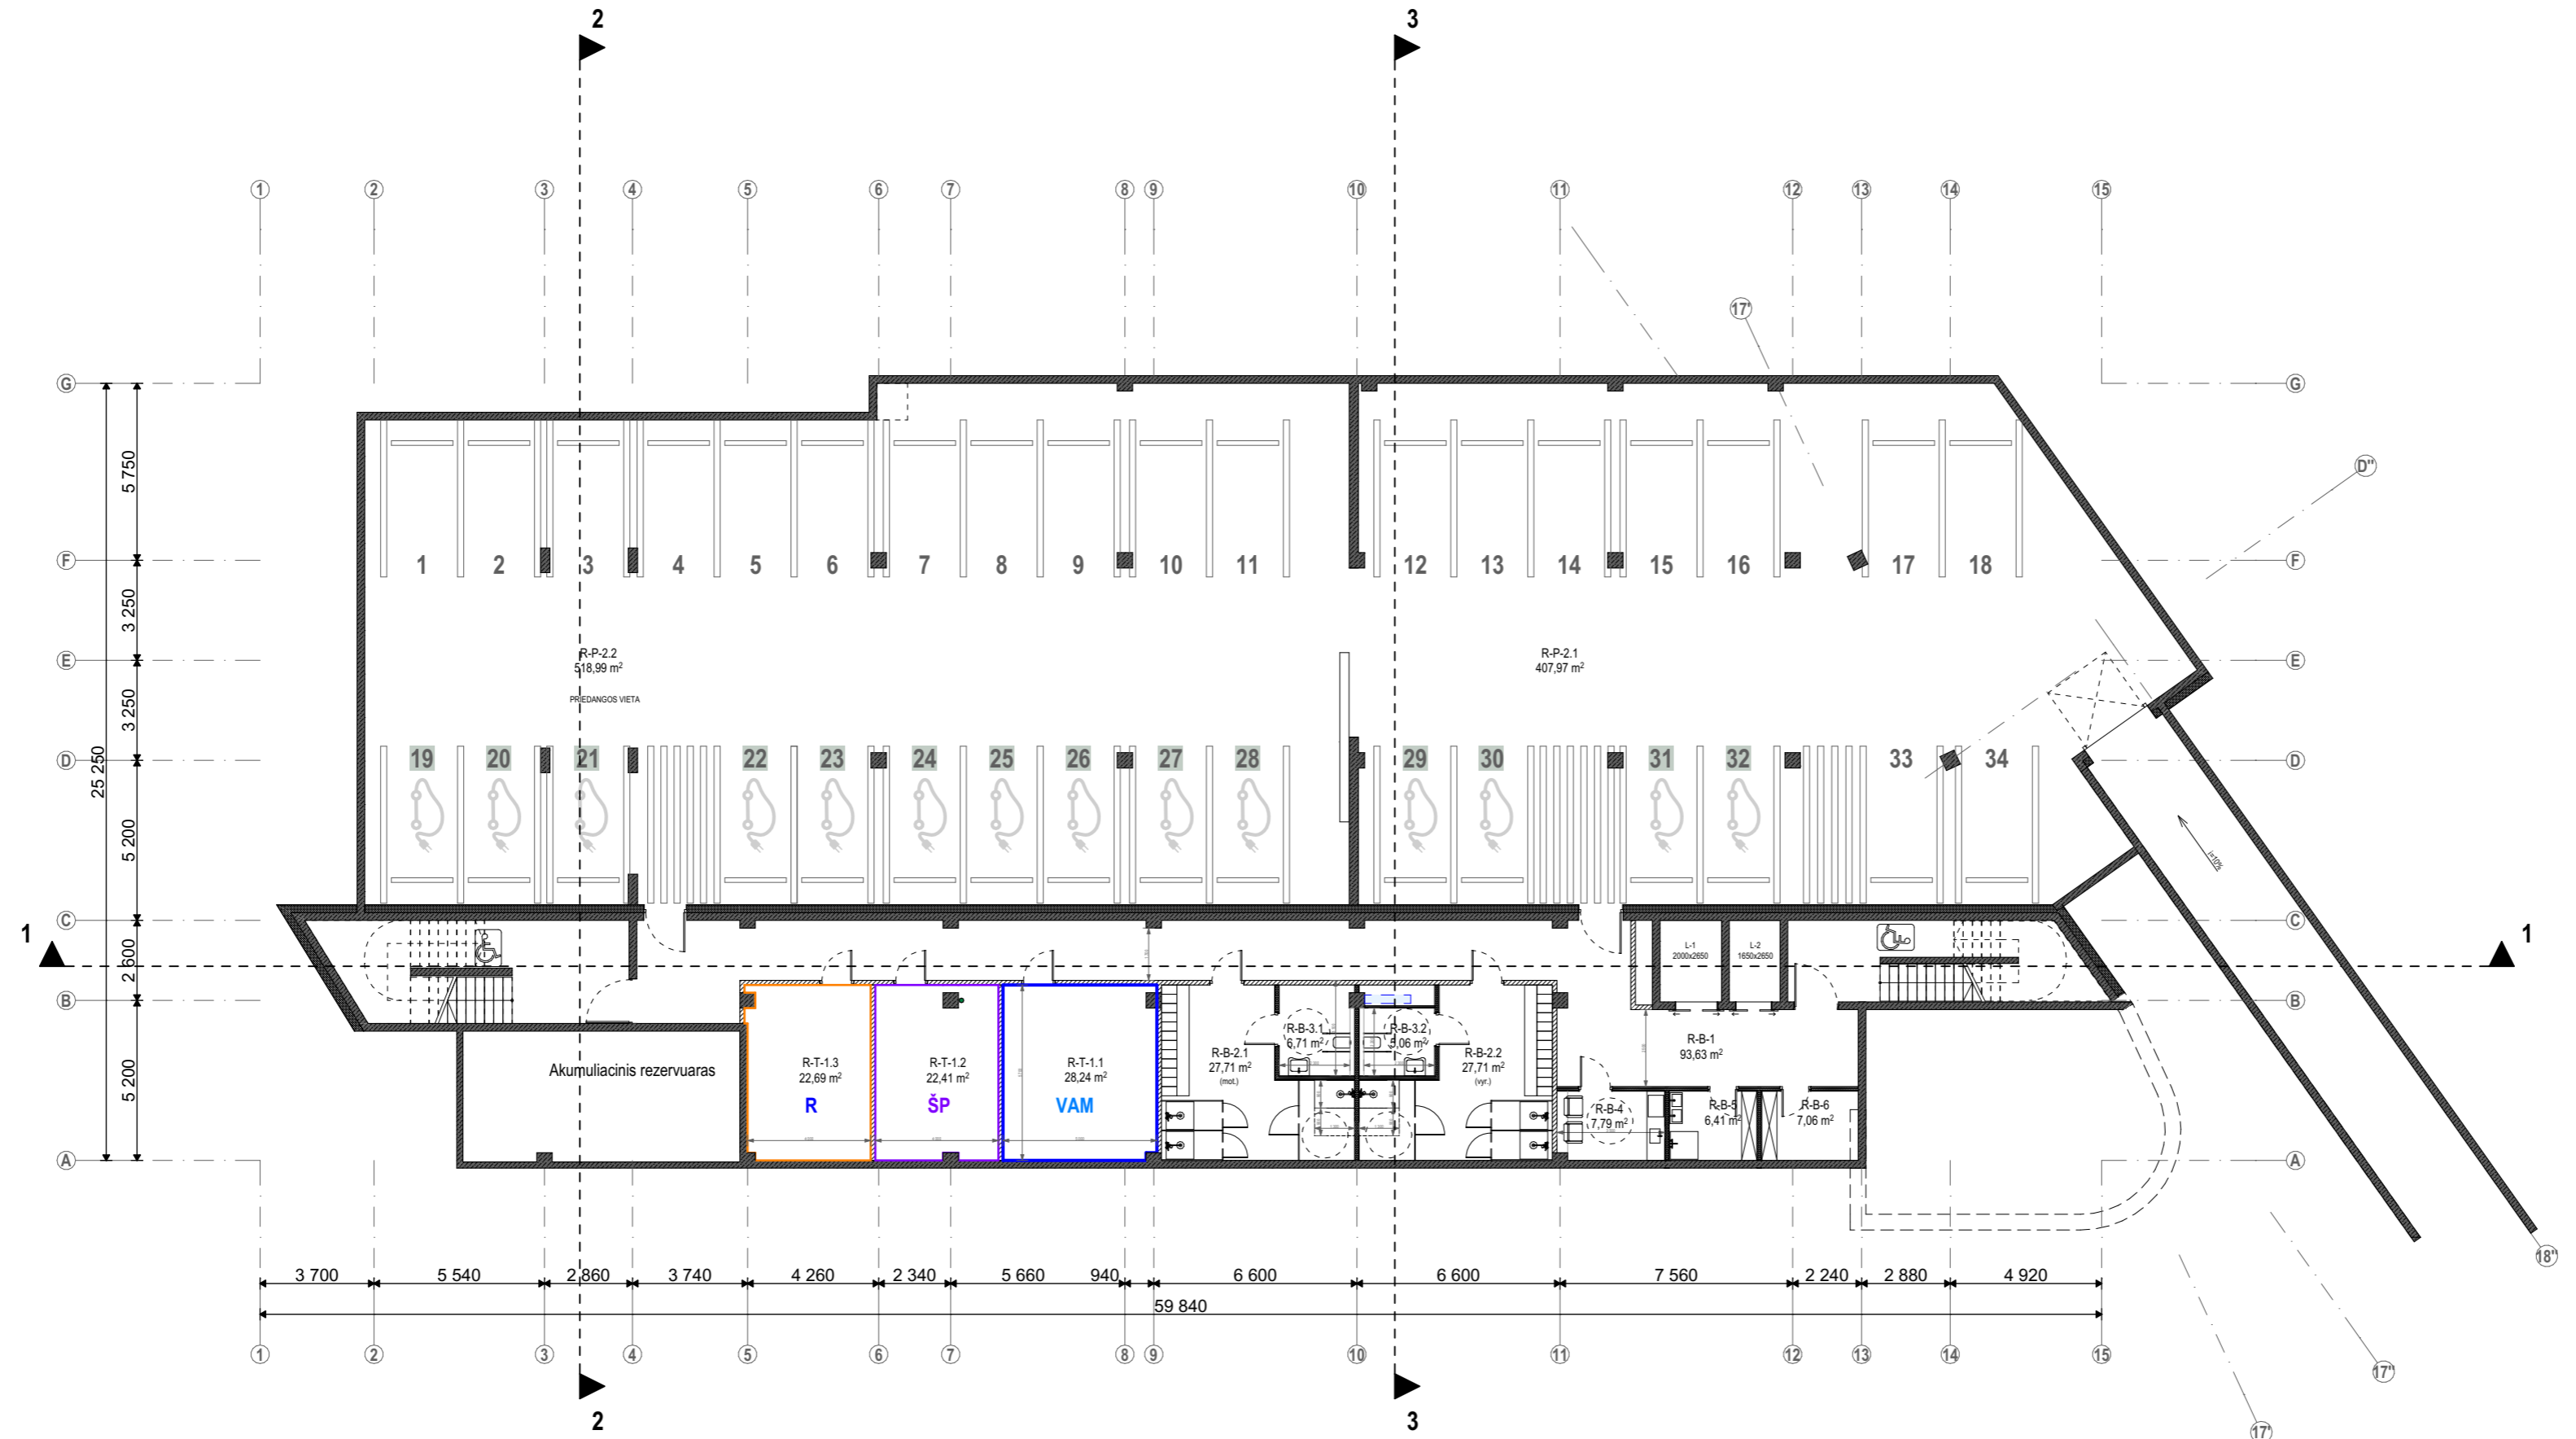 2 3
1 2 3 4 5 6 7 8 9 10 11 12 13 14 15
17'
G G
D"
5 750
1 2 3 4 5 6 7 8 9 10 11 12 13 14 15 16 17 18
F F
3 250
R-P-2.2
518,99 m²
R-P-2.1
407,97 m²
E E
PRIEDANGOS VIETA
3 250
25 250
19 20 21 22 23 24 25 26 27 28 29 30 31 32 33 34
D D
5 200
i=10%
C C
1 1
2 600
L-1
2000x2650
L-2
1650x2650
B B
Akumuliacinis rezervuaras
R-T-1.3
22,69 m²
R
R-T-1.2
22,41 m²
ŠP
R-T-1.1
28,24 m²
VAM
R-B-2.1
27,71 m²
(mot.)
R-B-3.1
6,71 m²
R-B-3.2
5,06 m²
R-B-2.2
27,71 m²
(vyr.)
R-B-1
93,63 m²
R-B-4
7,79 m²
R-B-5
6,41 m²
R-B-6
7,06 m²
5 200
A A
3 700 5 540 2 860 3 740 4 260 2 340 5 660 940 6 600 6 600 7 560 2 240 2 880 4 920
18"
59 840
1 2 3 4 5 6 7 8 9 10 11 12 13 14 15
17"
2 3
17'